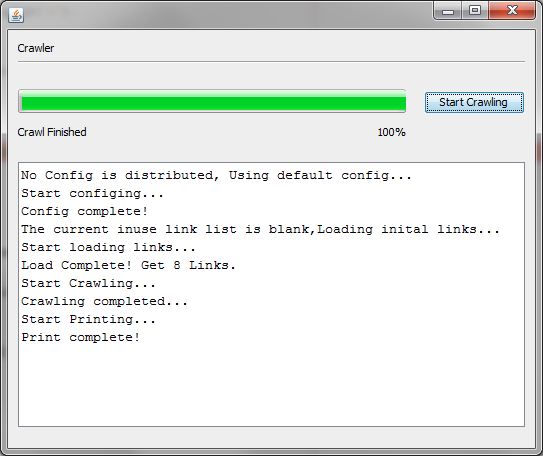 Crawler
Start Crawling
Crawl Finished 100%
No Config is distributed, Using default config...
Start configing...
Config complete!
The current inuse link list is blank,Loading inital links...
Start loading links...
Load Complete! Get 8 Links.
Start Crawling...
Crawling completed...
Start Printing...
Print complete!